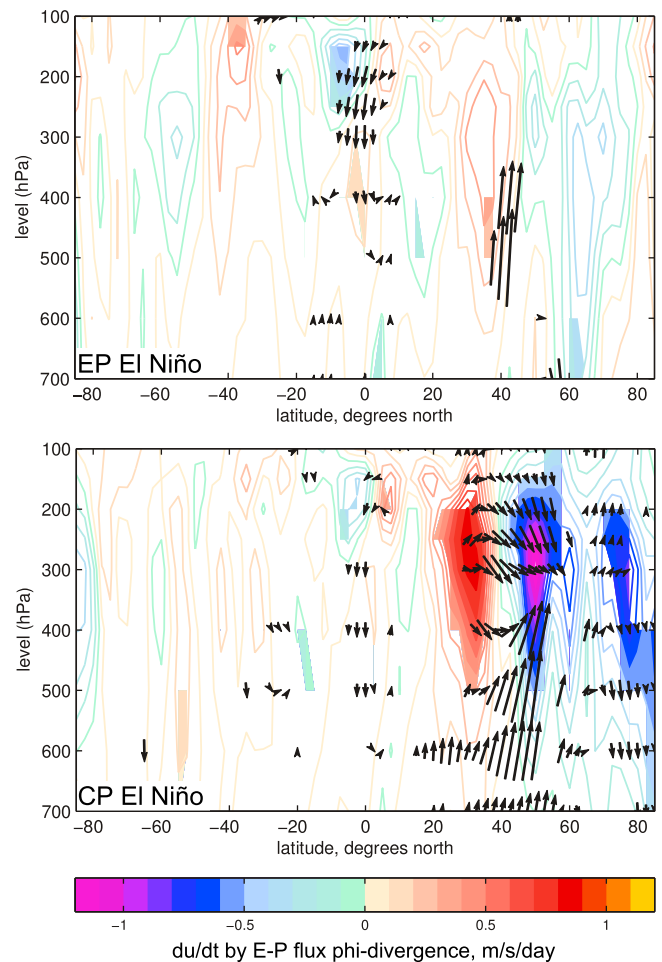 100
200
300
400
500
600
700
level (hPa)
EP El Niño
−80 −60 −40 −20 0 20 40 60 80
latitude, degrees north
100
200
300
400
500
600
700
level (hPa)
CP El Niño
−80 −60 −40 −20 0 20 40 60 80
latitude, degrees north
−1 −0.5 0 0.5 1
du/dt by E-P flux phi-divergence, m/s/day